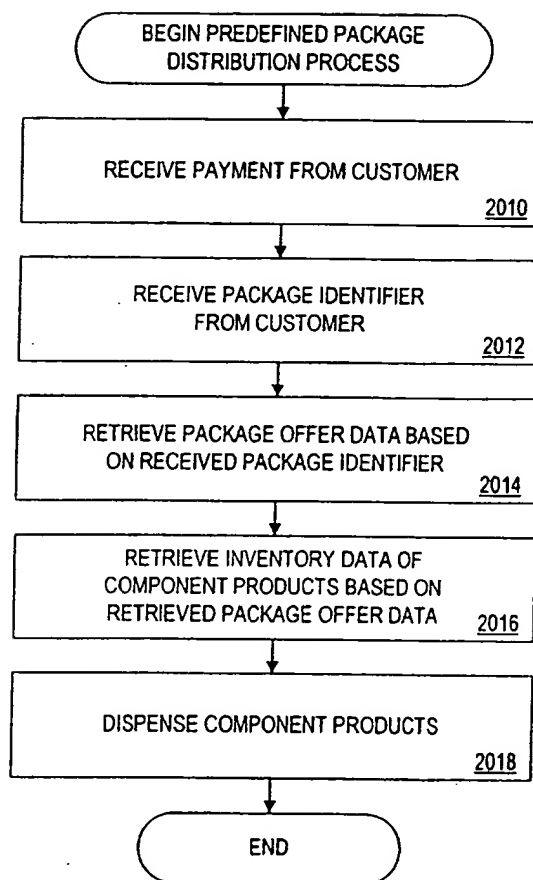 BEGIN PREDEFINED PACKAGE
DISTRIBUTION PROCESS
RECEIVE PAYMENT FROM CUSTOMER
2010
RECEIVE PACKAGE IDENTIFIER
FROM CUSTOMER
2012
RETRIEVE PACKAGE OFFER DATA BASED
ON RECEIVED PACKAGE IDENTIFIER
2014
RETRIEVE INVENTORY DATA OF
COMPONENT PRODUCTS BASED ON
RETRIEVED PACKAGE OFFER DATA
2016
DISPENSE COMPONENT PRODUCTS
2018
END